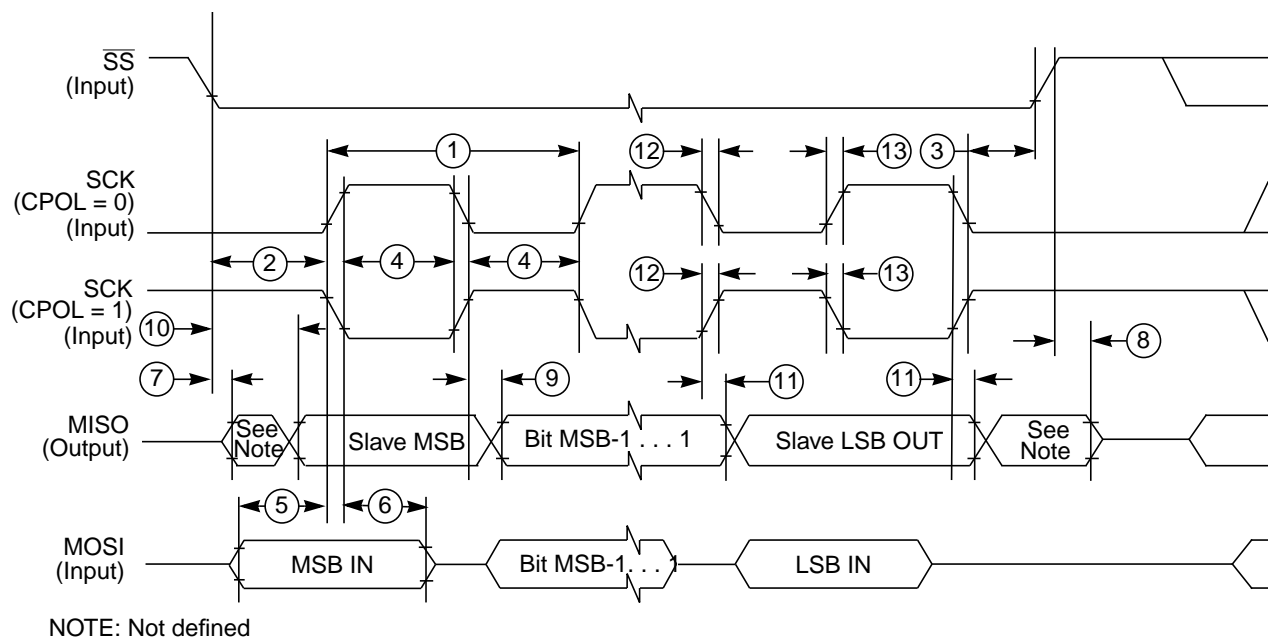 SS
(Input)
1
12
13
3
SCK
(CPOL = 0)
(Input)
2
4
4
12
13
SCK
(CPOL = 1)
(Input)
10
8
7
9
11
11
MISO
(Output)
See
Note
Slave MSB
Bit MSB-1 . . . 1
Slave LSB OUT
See
Note
5
6
MOSI
(Input)
MSB IN
Bit MSB-1. . . 1
LSB IN
NOTE: Not defined